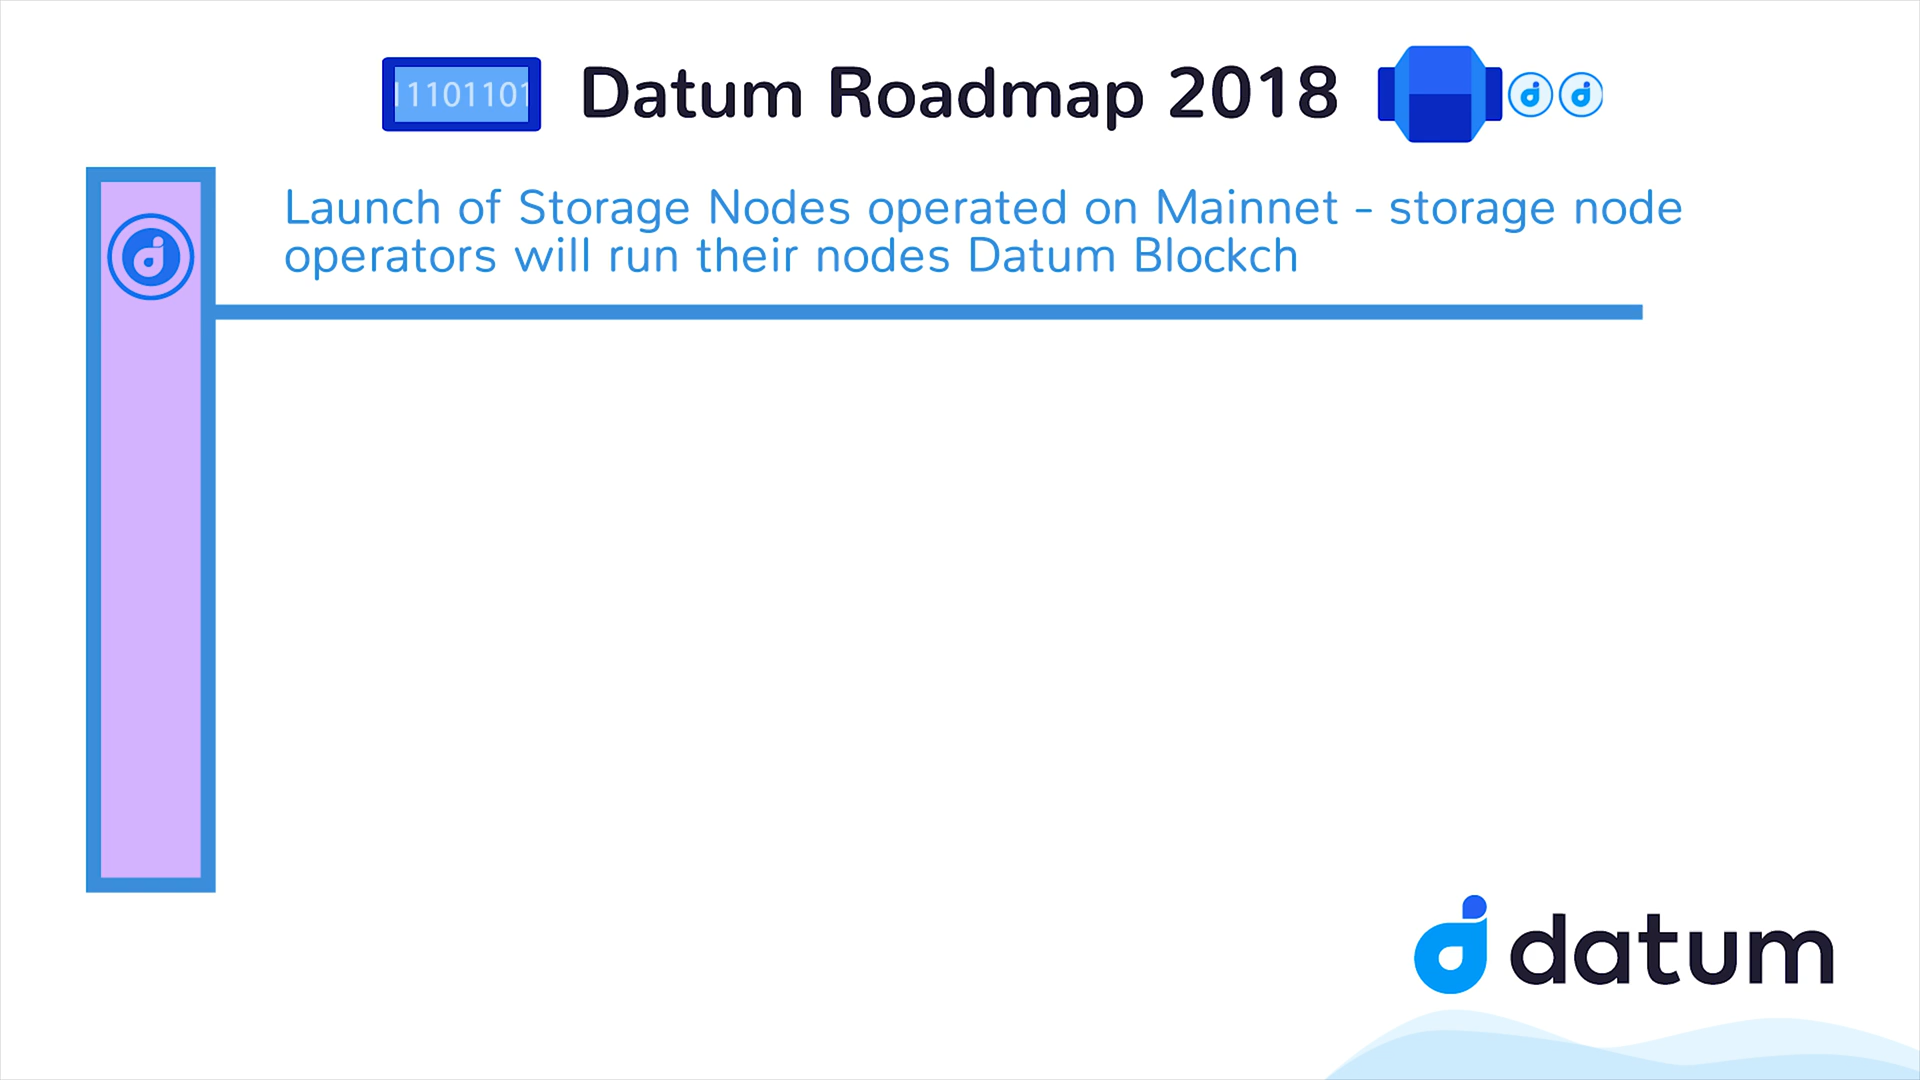 11101101
Datum Roadmap 2018
Launch of Storage Nodes operated on Mainnet - storage node
operators will run their nodes Datum Blockch
datum